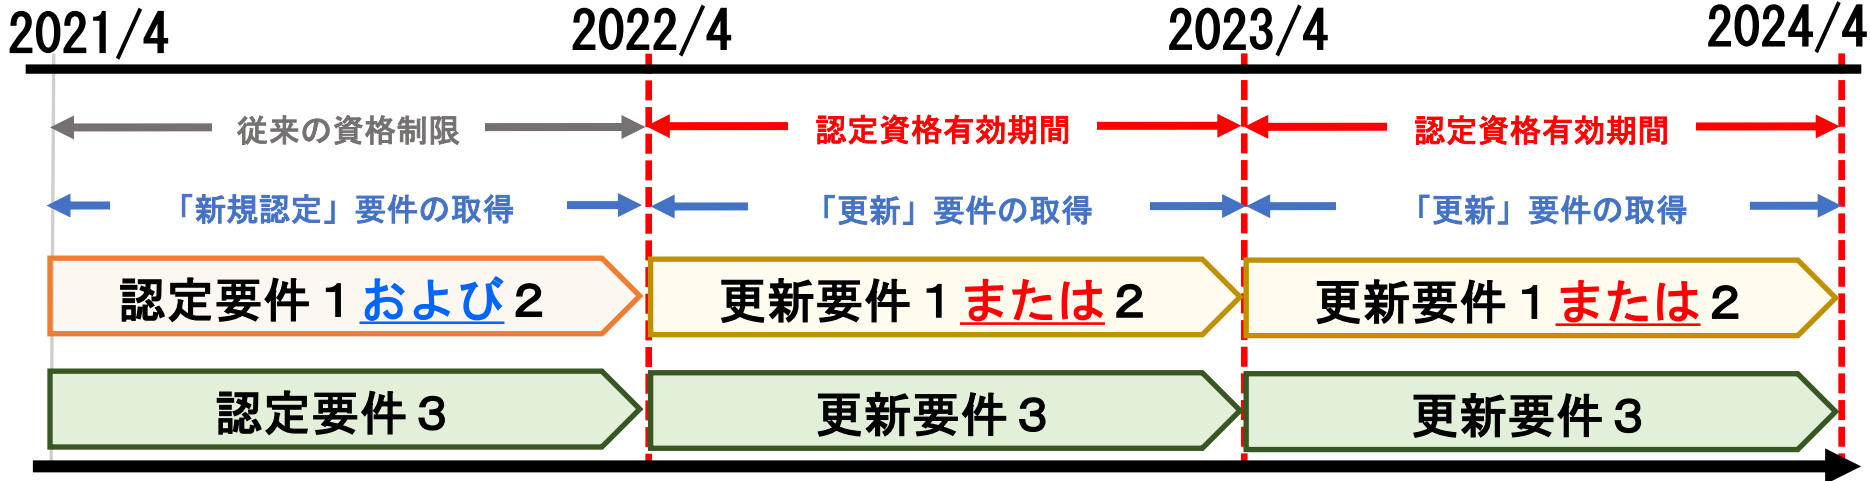 2021/4 2022/4 2023/4 2024/4
従来の資格制限 認定資格有効期間 認定資格有効期間
「新規認定」要件の取得 「更新」要件の取得 「更新」要件の取得
認定要件１および２ 更新要件１または２ 更新要件１または２
認定要件３ 更新要件３ 更新要件３